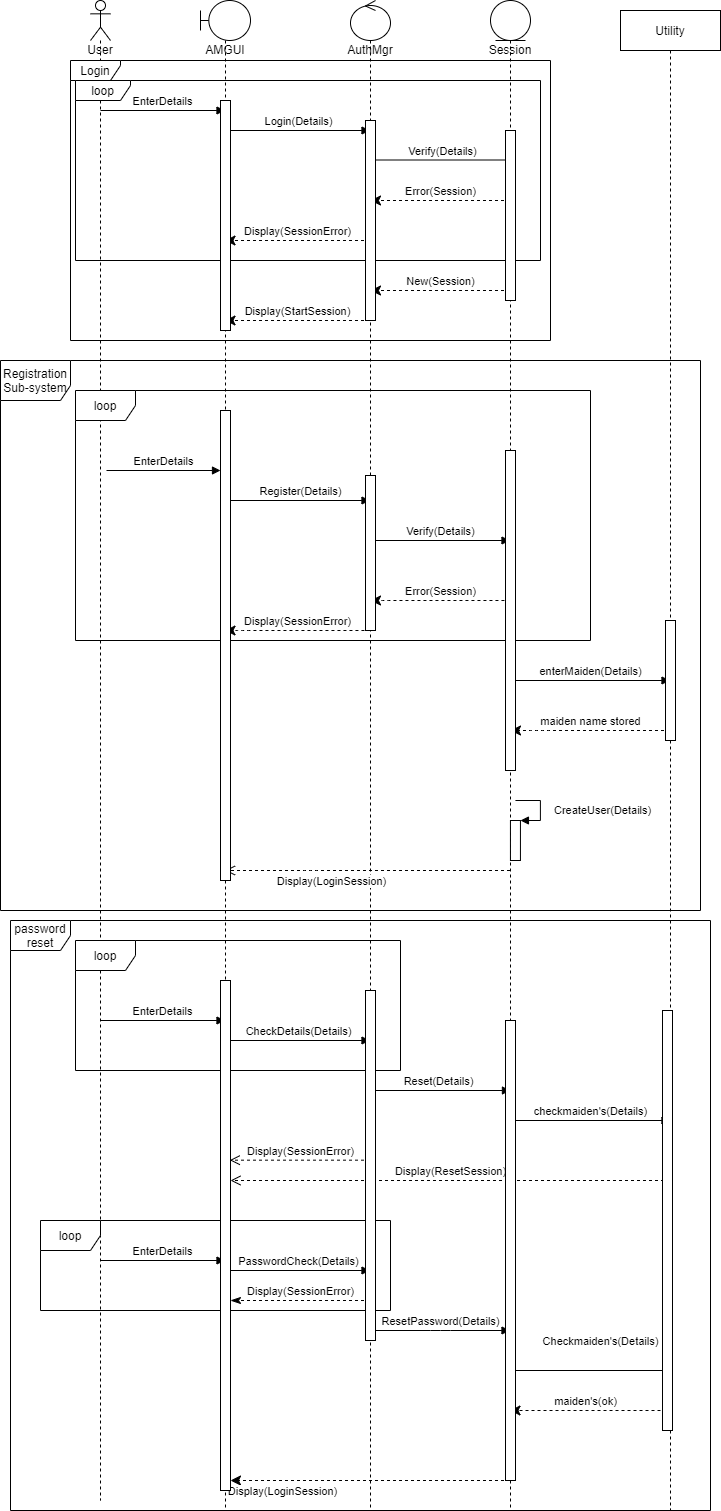 User
AMGUI
AuthMgr
Session
Utility
Login
loop
EnterDetails
Login(Details)
Verify(Details)
Error(Session)
Display(SessionError)
New(Session)
Display(StartSession)
Registration
Sub-system
loop
EnterDetails
Register(Details)
Verify(Details)
Error(Session)
Display(SessionError)
enterMaiden(Details)
maiden name stored
CreateUser(Details)
Display(LoginSession)
password
reset
loop
EnterDetails
CheckDetails(Details)
Reset(Details)
checkmaiden's(Details)
Display(SessionError)
Display(ResetSession)
loop
EnterDetails
PasswordCheck(Details)
Display(SessionError)
ResetPassword(Details)
Checkmaiden's(Details)
maiden's(ok)
Display(LoginSession)